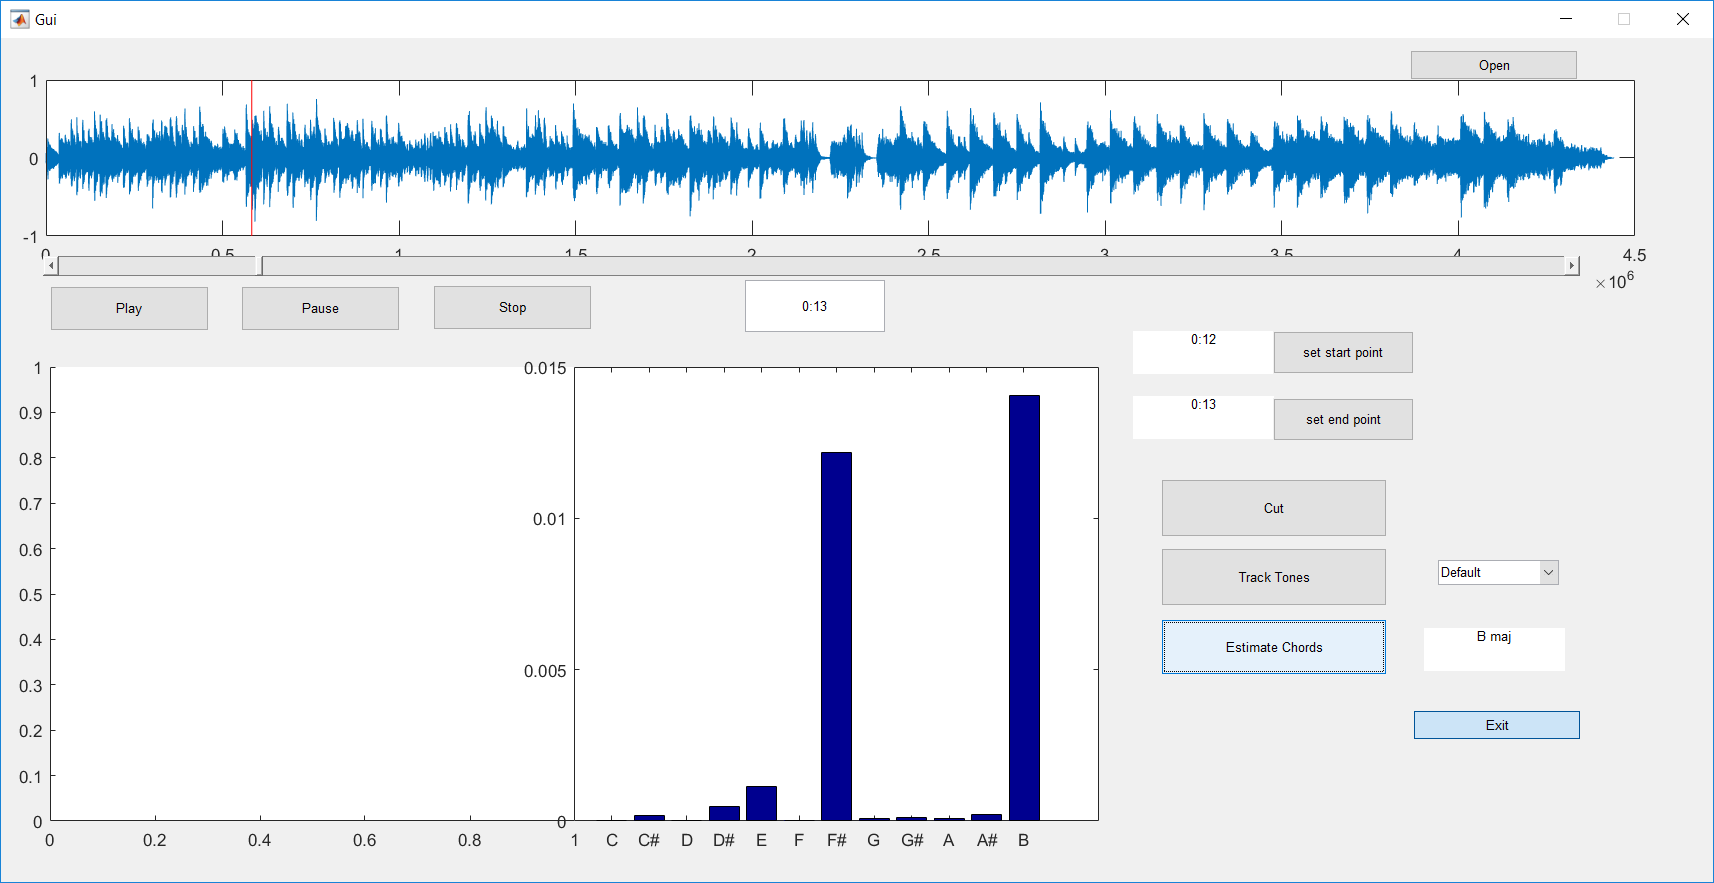 Gui
Open
1
0
-1
0 0.5 1 1.5 2 2.5 3 3.5 4 4.5
×10^6
Play Pause Stop 0:13
0:12 set start point
0:13 set end point
1
0.9
0.8
0.7
0.6
0.5
0.4
0.3
0.2
0.1
0
0 0.2 0.4 0.6 0.8 1
0.015
0.01
0.005
0
C C# D D# E F F# G G# A A# B
Cut
Track Tones Default
Estimate Chords B maj
Exit